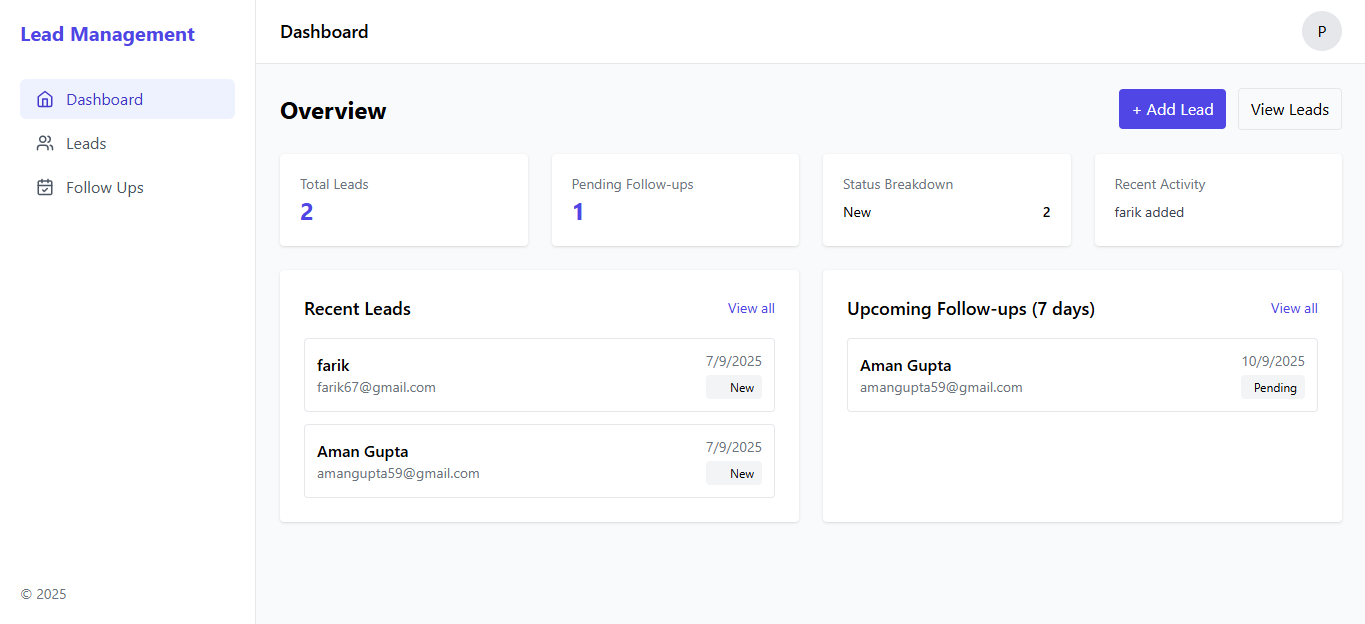 Lead Management
Dashboard
Leads
Follow Ups
© 2025
Dashboard
P
Overview
+ Add Lead
View Leads
Total Leads
2
Pending Follow-ups
1
Status Breakdown
New 2
Recent Activity
farik added
Recent Leads View all
farik 7/9/2025
farik67@gmail.com New
Aman Gupta 7/9/2025
amangupta59@gmail.com New
Upcoming Follow-ups (7 days) View all
Aman Gupta 10/9/2025
amangupta59@gmail.com Pending